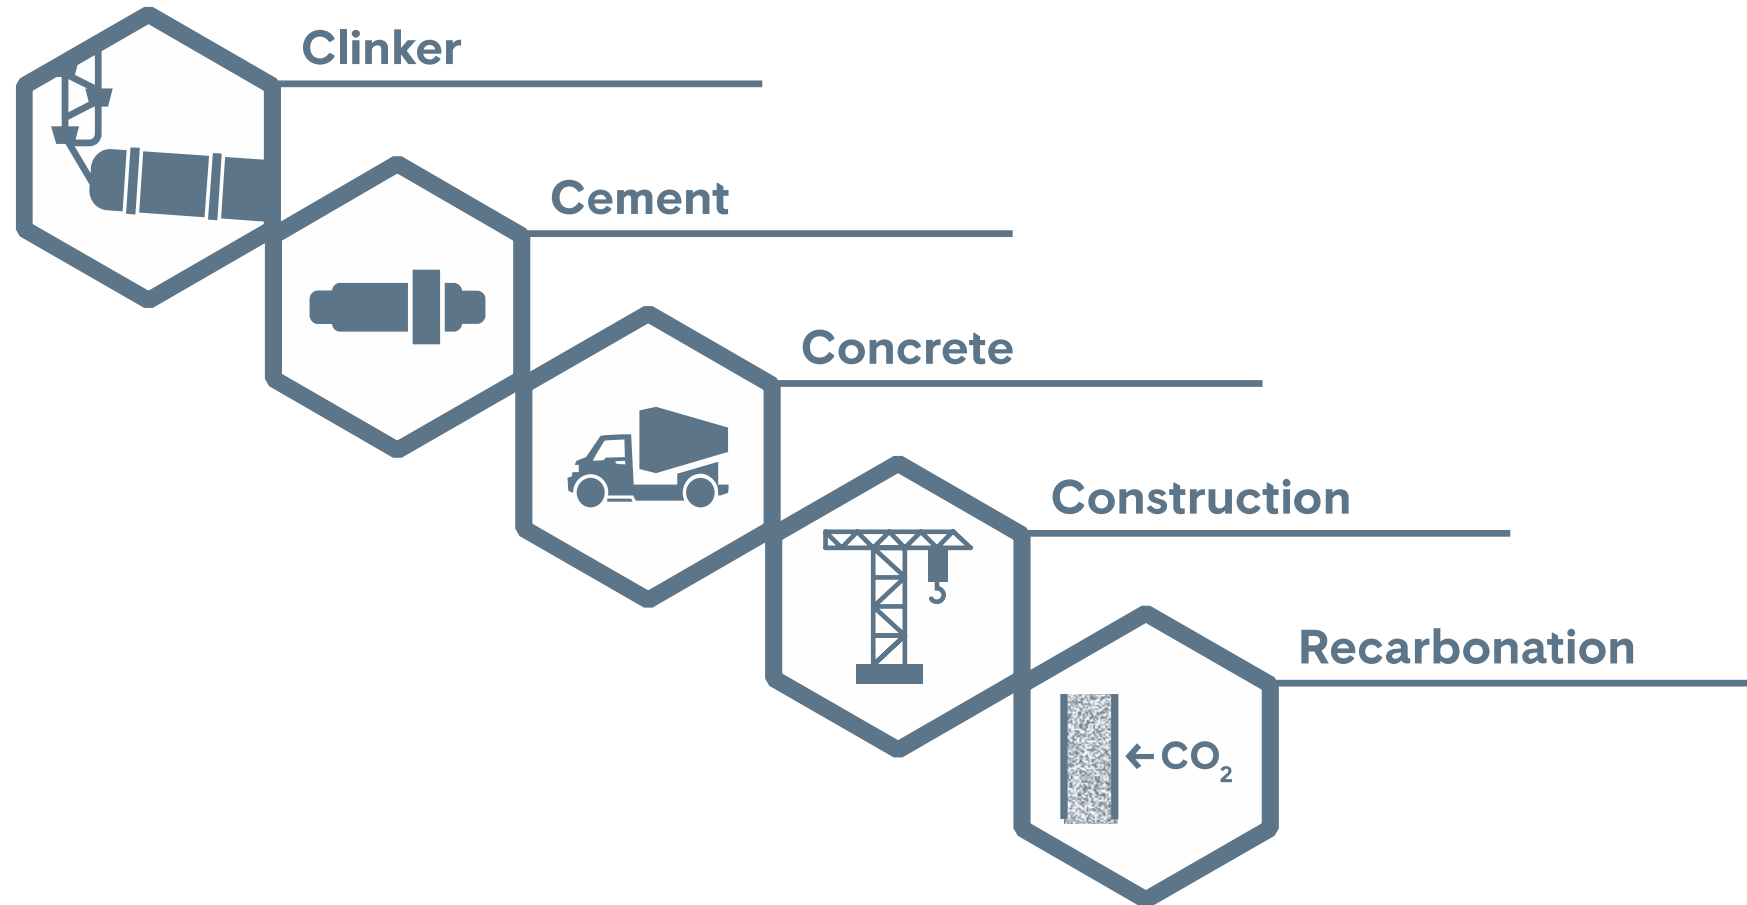 Clinker
Cement
Concrete
Construction
Recarbonation
←CO₂